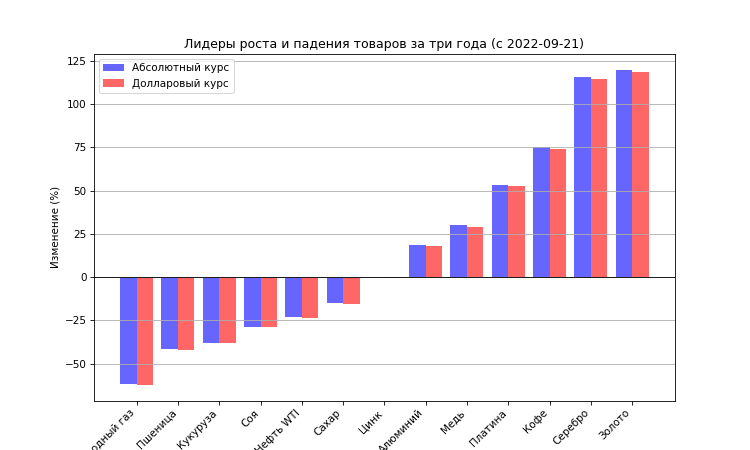 Лидеры роста и падения товаров за три года (с 2022-09-21)
Абсолютный курс
Долларовый курс
Изменение (%)
125
100
75
50
25
0
−25
−50
одный газ
Пшеница
Кукуруза
Соя
Нефть WTI
Сахар
Цинк
Алюминий
Медь
Платина
Кофе
Серебро
Золото